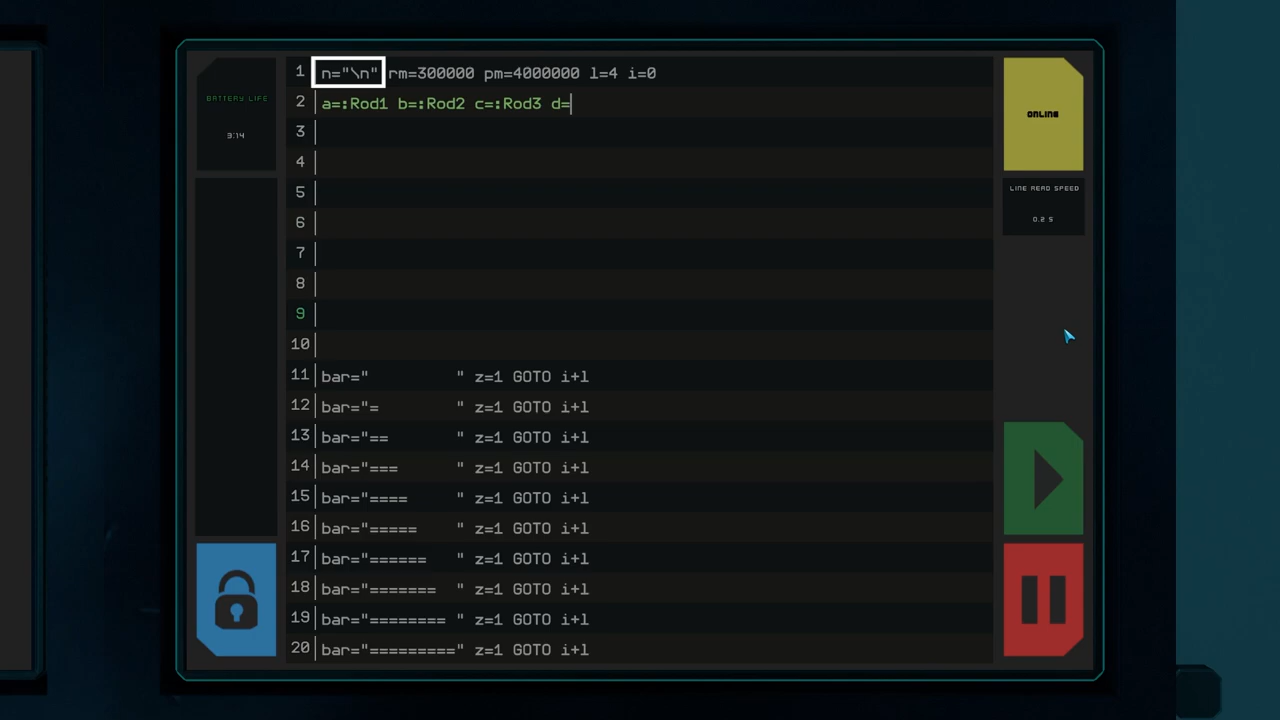 BATTERY LIFE
3:14
1 n="\n" rm=300000 pm=4000000 l=4 i=0
2 a=:Rod1 b=:Rod2 c=:Rod3 d=
3
4
5
6
7
8
9
10
11 bar="         " z=1 GOTO i+l
12 bar="=        " z=1 GOTO i+l
13 bar="==       " z=1 GOTO i+l
14 bar="===      " z=1 GOTO i+l
15 bar="====     " z=1 GOTO i+l
16 bar="=====    " z=1 GOTO i+l
17 bar="======   " z=1 GOTO i+l
18 bar="=======  " z=1 GOTO i+l
19 bar="======== " z=1 GOTO i+l
20 bar="=========" z=1 GOTO i+l
ONLINE
LINE READ SPEED
0.2 S